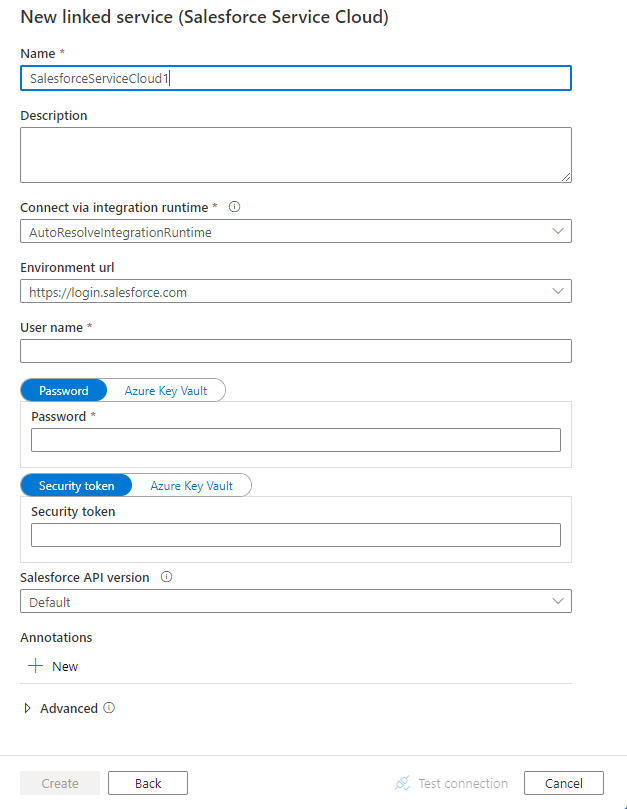 New linked service (Salesforce Service Cloud)
Name *
SalesforceServiceCloud1
Description
Connect via integration runtime *
AutoResolveIntegrationRuntime
Environment url
https://login.salesforce.com
User name *
Password Azure Key Vault
Password *
Security token Azure Key Vault
Security token
Salesforce API version
Default
Annotations
New
Advanced
Create Back Test connection Cancel